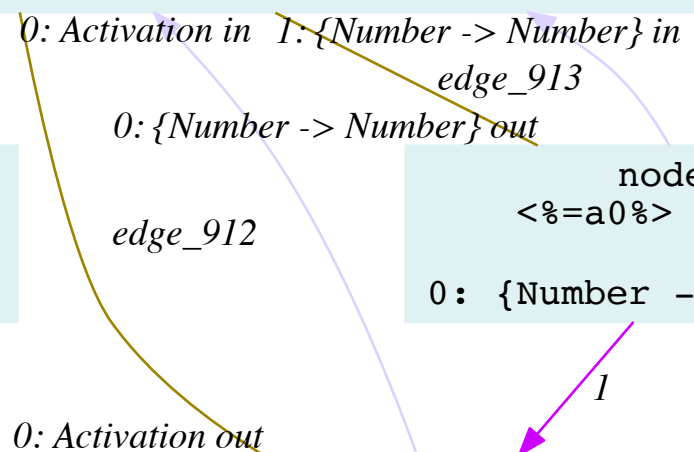 0: Activation in 1: {Number -> Number} in
edge_913
0: {Number -> Number} out
node
<%=a0%>
edge_912
0: {Number -
1
0: Activation out